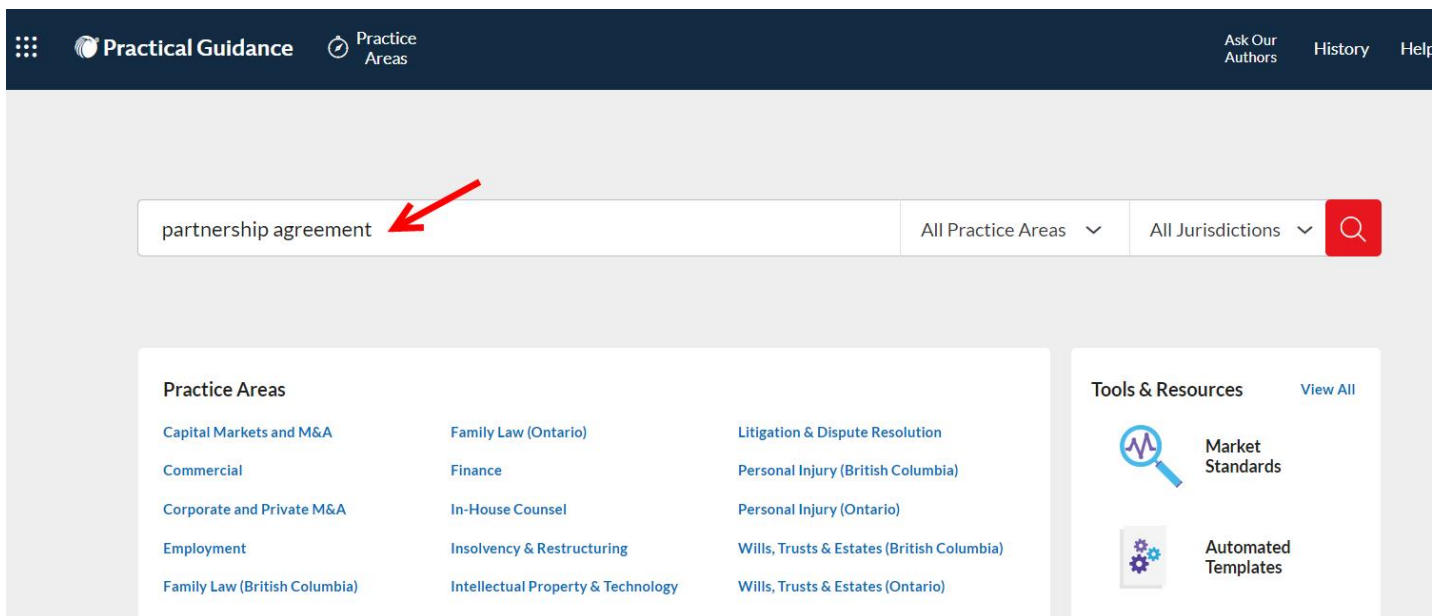 Practical Guidance
Practice
Areas
Ask Our
Authors
History
Help
partnership agreement
All Practice Areas
All Jurisdictions
Practice Areas
Capital Markets and M&A
Family Law (Ontario)
Litigation & Dispute Resolution
Commercial
Finance
Personal Injury (British Columbia)
Corporate and Private M&A
In-House Counsel
Personal Injury (Ontario)
Employment
Insolvency & Restructuring
Wills, Trusts & Estates (British Columbia)
Family Law (British Columbia)
Intellectual Property & Technology
Wills, Trusts & Estates (Ontario)
Tools & Resources
View All
Market
Standards
Automated
Templates